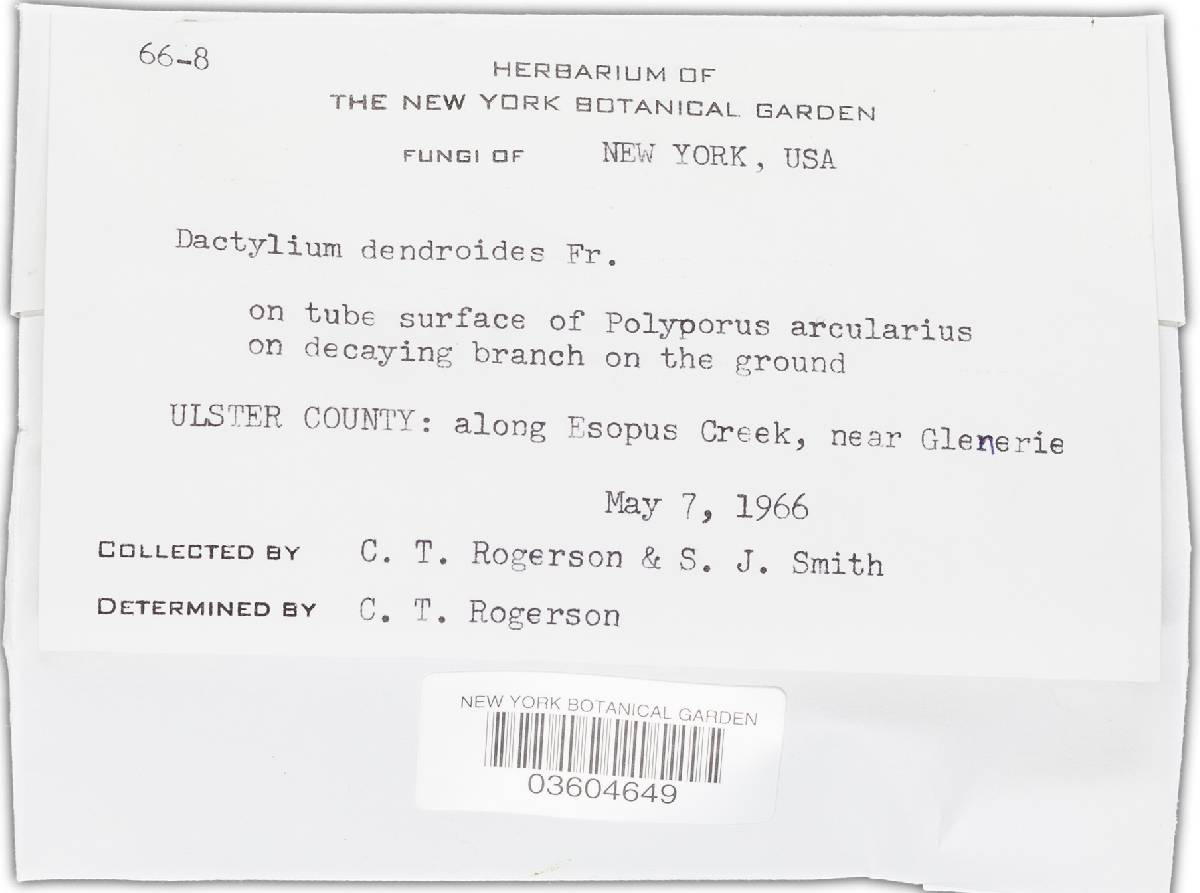 66-8
HERBARIUM OF
THE NEW YORK BOTANICAL GARDEN
FUNGI OF NEW YORK, USA
Dactylium dendroides Fr.
on tube surface of Polyporus arcularius
on decaying branch on the ground
ULSTER COUNTY: along Esopus Creek, near Glenerie
May 7, 1966
COLLECTED BY C. T. Rogerson & S. J. Smith
DETERMINED BY C. T. Rogerson
NEW YORK BOTANICAL GARDEN
03604649